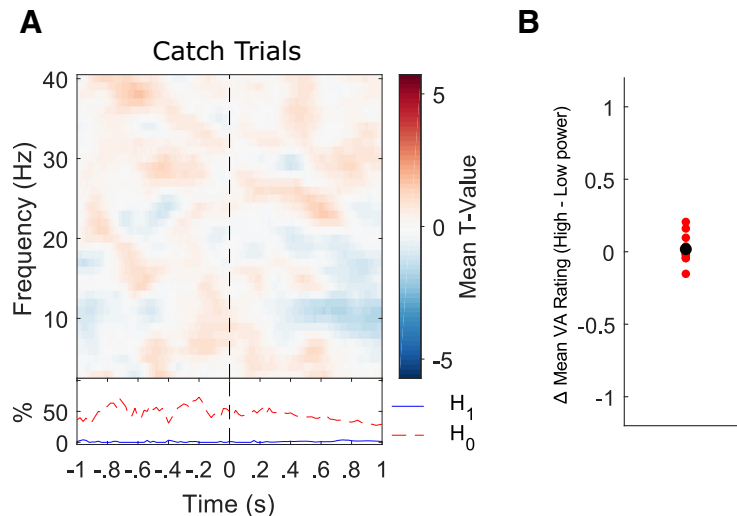 A
Catch Trials
40
30
20
10
Frequency (Hz)
5
0
-5
Mean T-Value
%
50
0
-1 -.8 -.6 -.4 -.2 0 .2 .4 .6 .8 1
Time (s)
H1
H0
B
Δ Mean VA Rating (High - Low power)
1
0.5
0
-0.5
-1